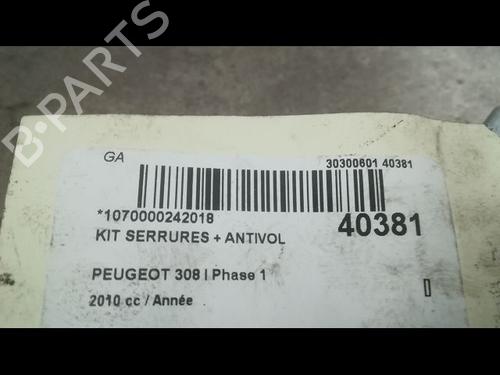 B-PARTS
GA
30300601 40381
*1070000242018
40381
KIT SERRURES + ANTIVOL
PEUGEOT 308 I Phase 1
2010 cc / Année